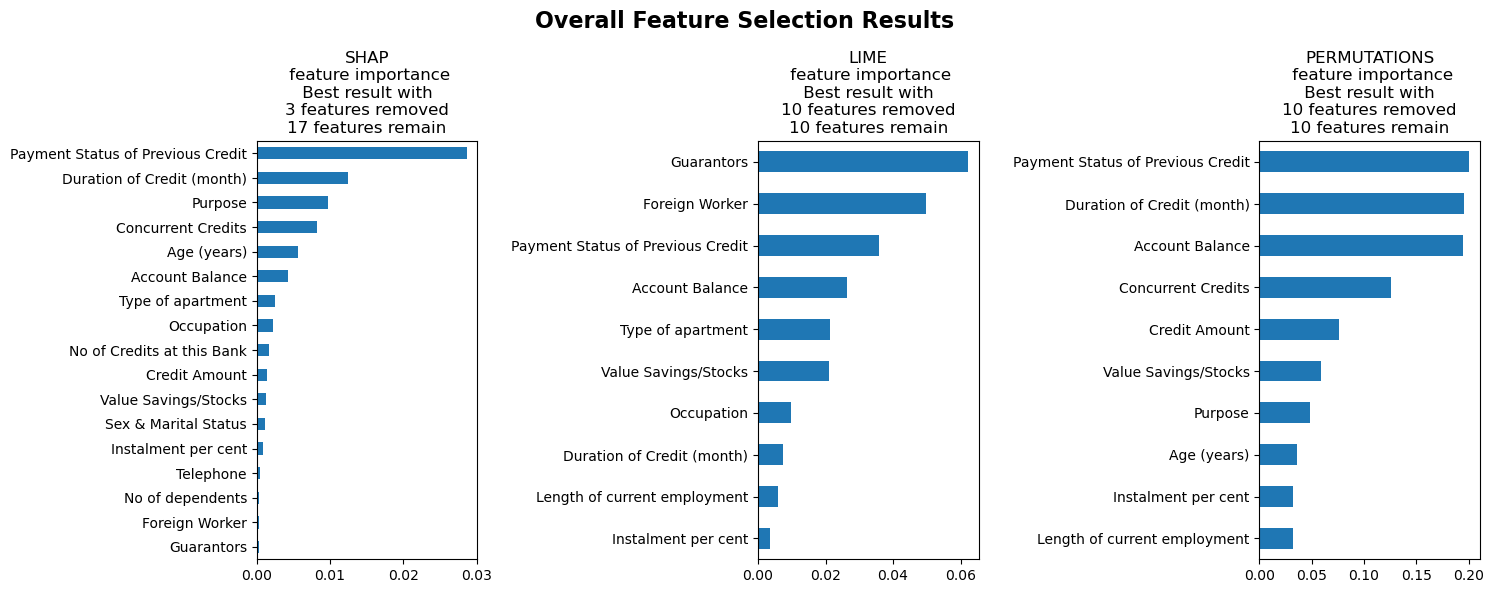 Overall Feature Selection Results
SHAP
feature importance
Best result with
3 features removed
17 features remain
Payment Status of Previous Credit
Duration of Credit (month)
Purpose
Concurrent Credits
Age (years)
Account Balance
Type of apartment
Occupation
No of Credits at this Bank
Credit Amount
Value Savings/Stocks
Sex & Marital Status
Instalment per cent
Telephone
No of dependents
Foreign Worker
Guarantors
0.00 0.01 0.02 0.03
LIME
feature importance
Best result with
10 features removed
10 features remain
Guarantors
Foreign Worker
Payment Status of Previous Credit
Account Balance
Type of apartment
Value Savings/Stocks
Occupation
Duration of Credit (month)
Length of current employment
Instalment per cent
0.00 0.02 0.04 0.06
PERMUTATIONS
feature importance
Best result with
10 features removed
10 features remain
Payment Status of Previous Credit
Duration of Credit (month)
Account Balance
Concurrent Credits
Credit Amount
Value Savings/Stocks
Purpose
Age (years)
Instalment per cent
Length of current employment
0.00 0.05 0.10 0.15 0.20